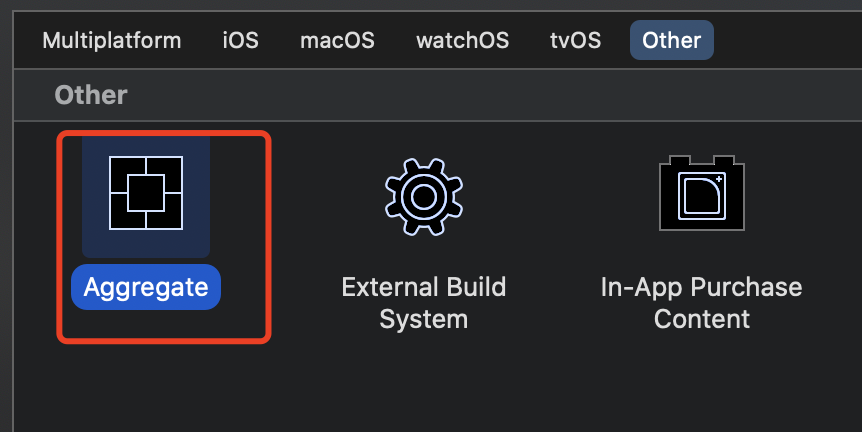 Multiplatform iOS macOS watchOS tvOS Other
Other
Aggregate External Build In-App Purchase
System Content